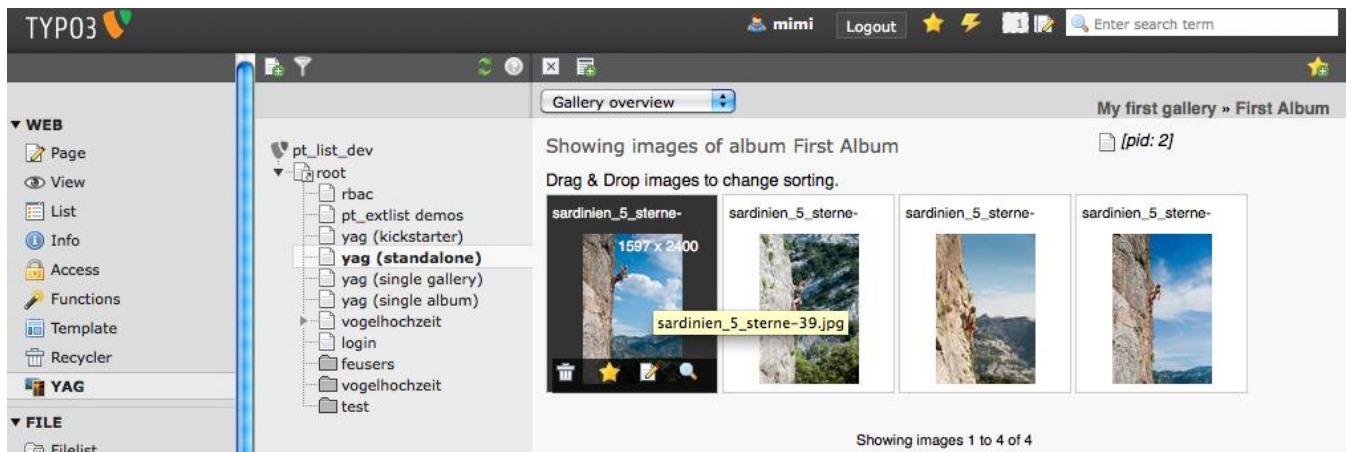 TYPO3
mimi
Logout
1
Enter search term
Gallery overview
My first gallery » First Album
[pid: 2]
WEB
Page
View
List
Info
Access
Functions
Template
Recycler
YAG
FILE
Filelist
pt_list_dev
root
rbac
pt_extlist demos
yag (kickstarter)
yag (standalone)
yag (single gallery)
yag (single album)
vogelhochzeit
login
feusers
vogelhochzeit
test
Showing images of album First Album
Drag & Drop images to change sorting.
sardinien_5_sterne- sardinien_5_sterne- sardinien_5_sterne- sardinien_5_sterne-
1597 x 2400
sardinien_5_sterne-39.jpg
Showing images 1 to 4 of 4